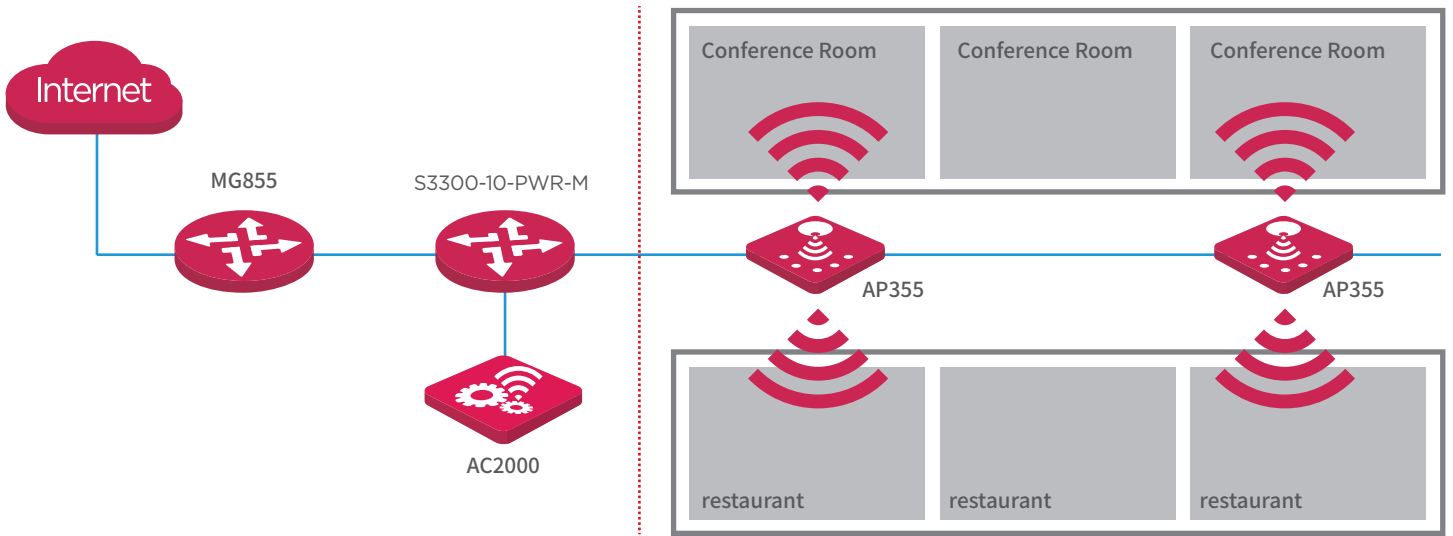 Internet
MG855
S3300-10-PWR-M
AC2000
Conference Room
Conference Room
Conference Room
AP355
AP355
restaurant
restaurant
restaurant